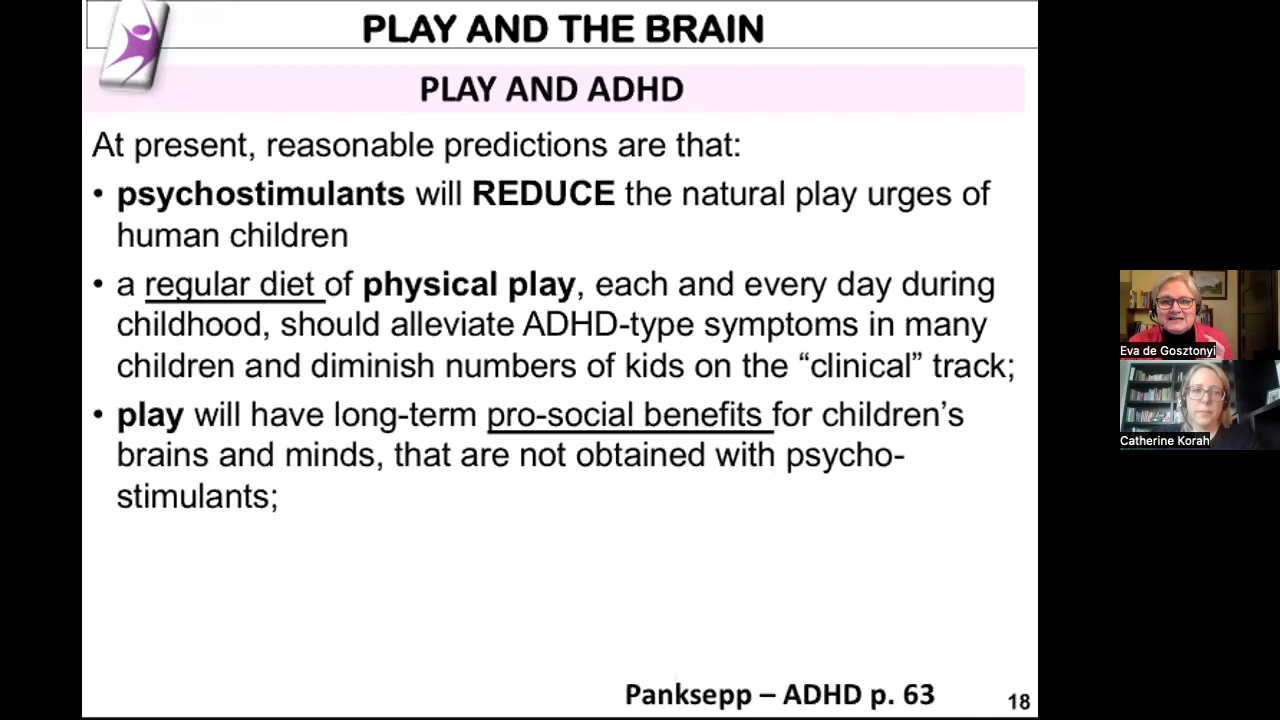 PLAY AND THE BRAIN
PLAY AND ADHD
At present, reasonable predictions are that:
• psychostimulants will REDUCE the natural play urges of
human children
• a regular diet of physical play, each and every day during
childhood, should alleviate ADHD-type symptoms in many
children and diminish numbers of kids on the “clinical” track;
• play will have long-term pro-social benefits for children’s
brains and minds, that are not obtained with psycho-
stimulants;
Panksepp – ADHD p. 63
18
Eva de Gosztonyi
Catherine Korah